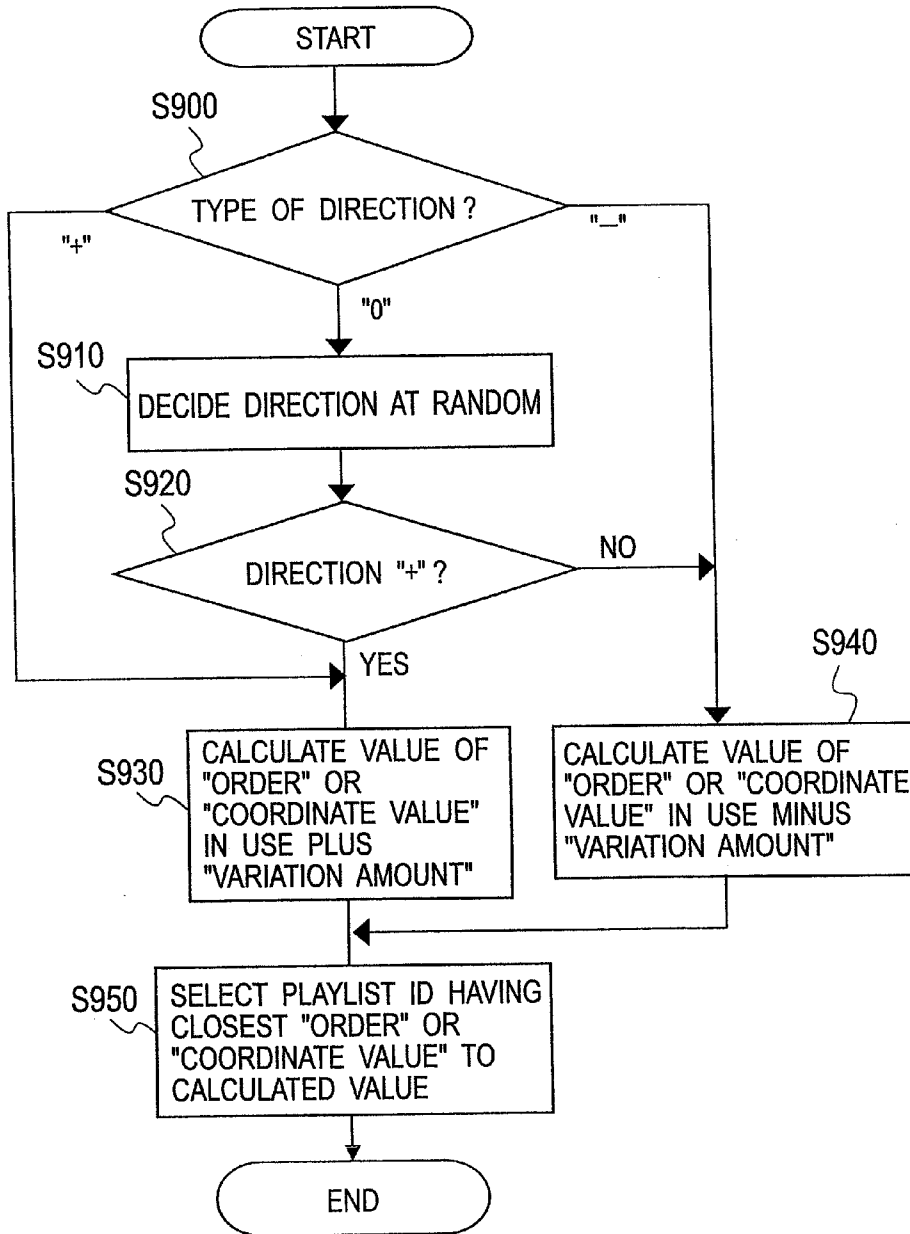 START
S900
TYPE OF DIRECTION ?
"+"
"—"
"0"
S910
DECIDE DIRECTION AT RANDOM
S920
DIRECTION "+" ?
NO
YES
S940
S930
CALCULATE VALUE OF
"ORDER" OR
"COORDINATE VALUE"
IN USE PLUS
"VARIATION AMOUNT"
CALCULATE VALUE OF
"ORDER" OR "COORDINATE
VALUE" IN USE MINUS
"VARIATION AMOUNT"
S950
SELECT PLAYLIST ID HAVING
CLOSEST "ORDER" OR
"COORDINATE VALUE" TO
CALCULATED VALUE
END